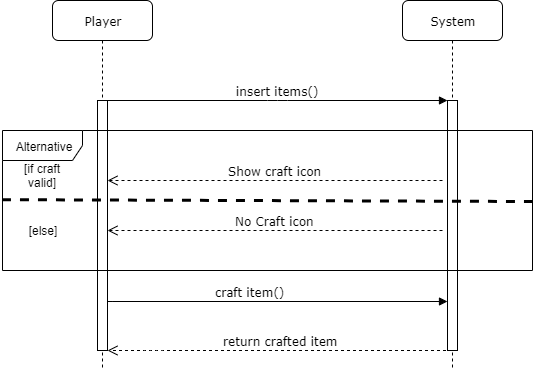 Player
System
insert items()
Alternative
[if craft
valid]
Show craft icon
No Craft icon
[else]
craft item()
return crafted item